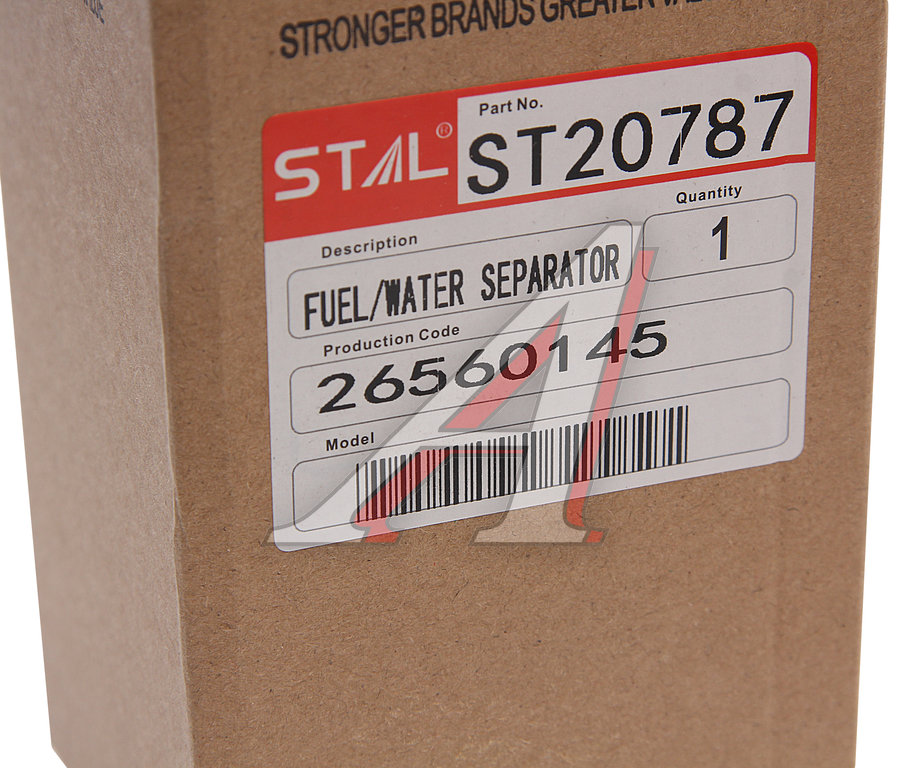 STRONGER BRANDS GREATER
STAL®
Part No.
ST20787
Description
FUEL/WATER SEPARATOR
Quantity
1
Production Code
26560145
Model